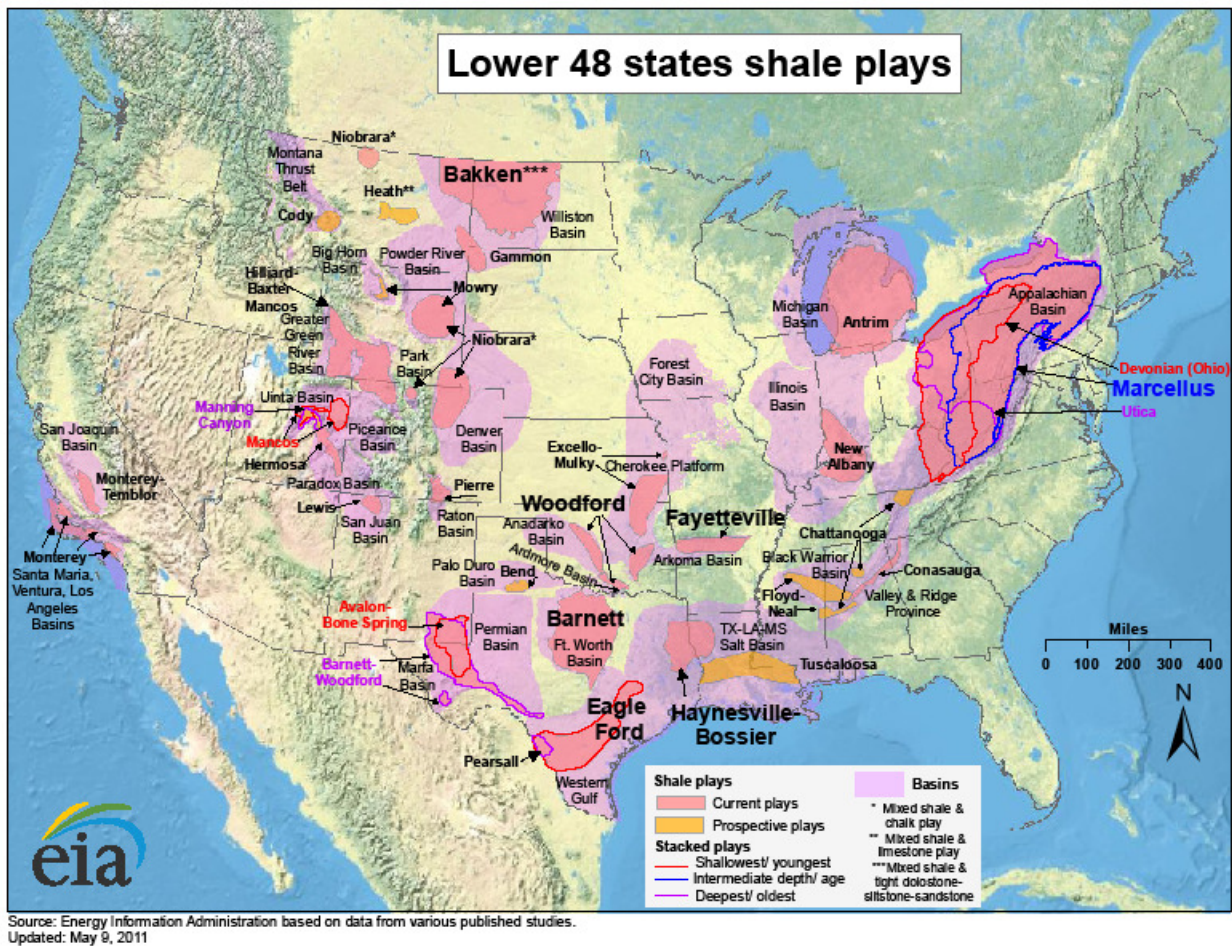 Lower 48 states shale plays
Niobrara*
Montana
Thrust
Belt
Bakken***
Heath**
Cody
Williston
Basin
Big Horn
Basin
Powder River
Basin
Gammon
Hilliard-
Baxter
Mancos
Mowry
Greater
Green
River
Basin
Park
Basin
Niobrara*
Michigan
Basin
Antrim
Appalachian
Basin
Devonian (Ohio)
Marcellus
Utica
Forest
City Basin
Illinois
Basin
Uinta Basin
Manning
Canyon
Mancos
Piceance
Basin
Denver
Basin
San Joaquin
Basin
Hermosa
Excello-
Mulky
Cherokee Platform
New
Albany
Monterey-
Temblor
Paradox Basin
Pierre
Lewis
San Juan
Basin
Raton
Basin
Woodford
Anadarko
Basin
Fayetteville
Chattanooga
Monterey
Santa Maria,
Ventura, Los
Angeles
Basins
Palo Duro
Basin
Bend
Ardmore Basin
Arkoma Basin
Black Warrior
Basin
Conasauga
Floyd-
Neal
Valley & Ridge
Province
Avalon-
Bone Spring
Permian
Basin
Barnett
Ft. Worth
Basin
TX-LA-MS
Salt Basin
Tuscaloosa
Barnett-
Woodford
Marfa
Basin
Eagle
Ford
Haynesville-
Bossier
Pearsall
Western
Gulf
Miles
0 100 200 300 400
N
Shale plays
Current plays
Prospective plays
Stacked plays
Shallowest/ youngest
Intermediate depth/ age
Deepest/ oldest
Basins
* Mixed shale &
chalk play
** Mixed shale &
limestone play
***Mixed shale &
tight dolostone-
siltstone-sandstone
eia
Source: Energy Information Administration based on data from various published studies.
Updated: May 9, 2011